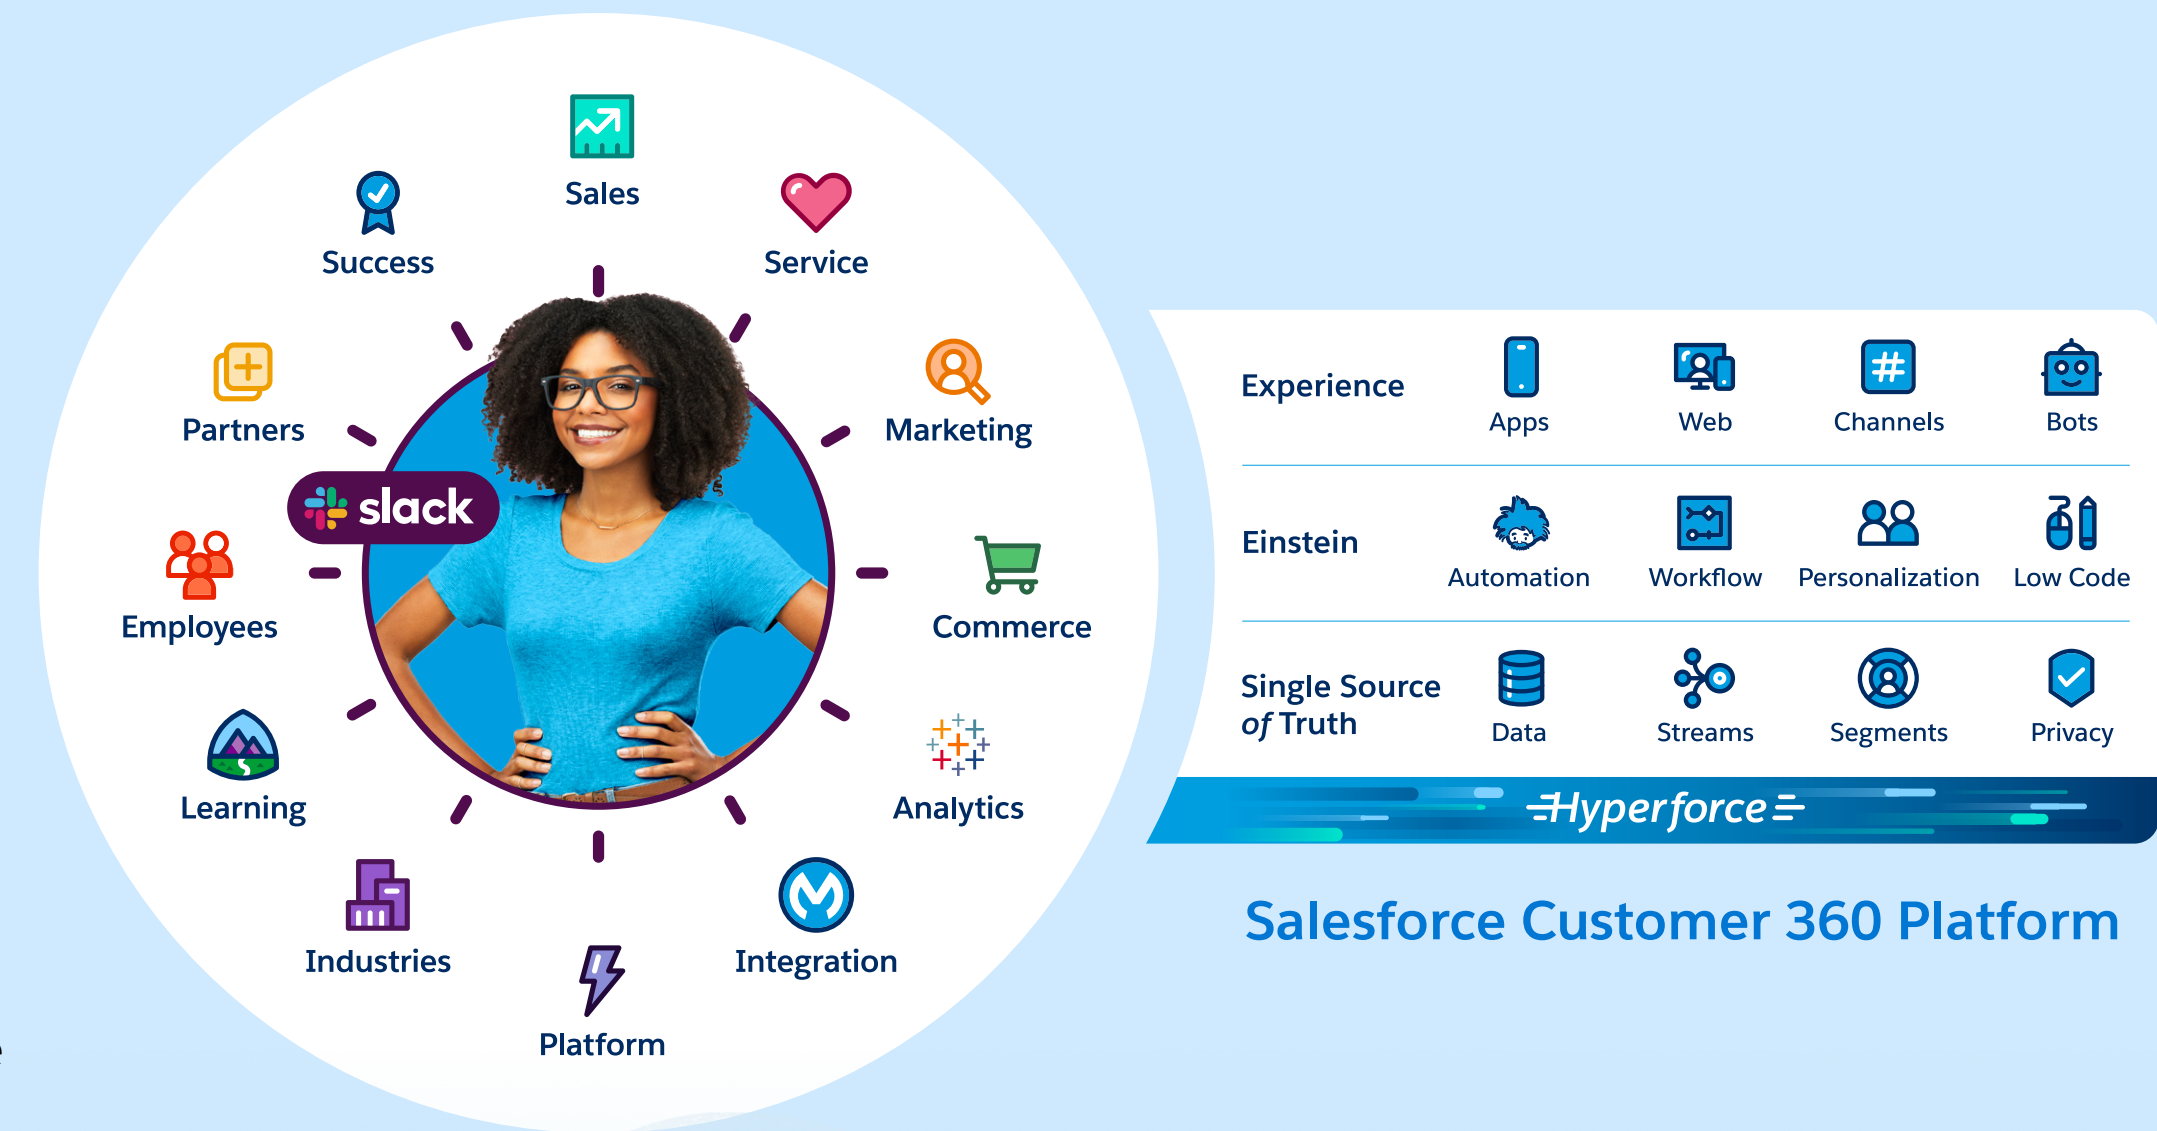 Sales
Success
Service
Partners
Marketing
slack
Employees
Commerce
Learning
Analytics
Industries
Integration
Platform
Experience
Apps
Web
Channels
Bots
Einstein
Automation
Workflow
Personalization
Low Code
Single Source
of Truth
Data
Streams
Segments
Privacy
Hyperforce
Salesforce Customer 360 Platform